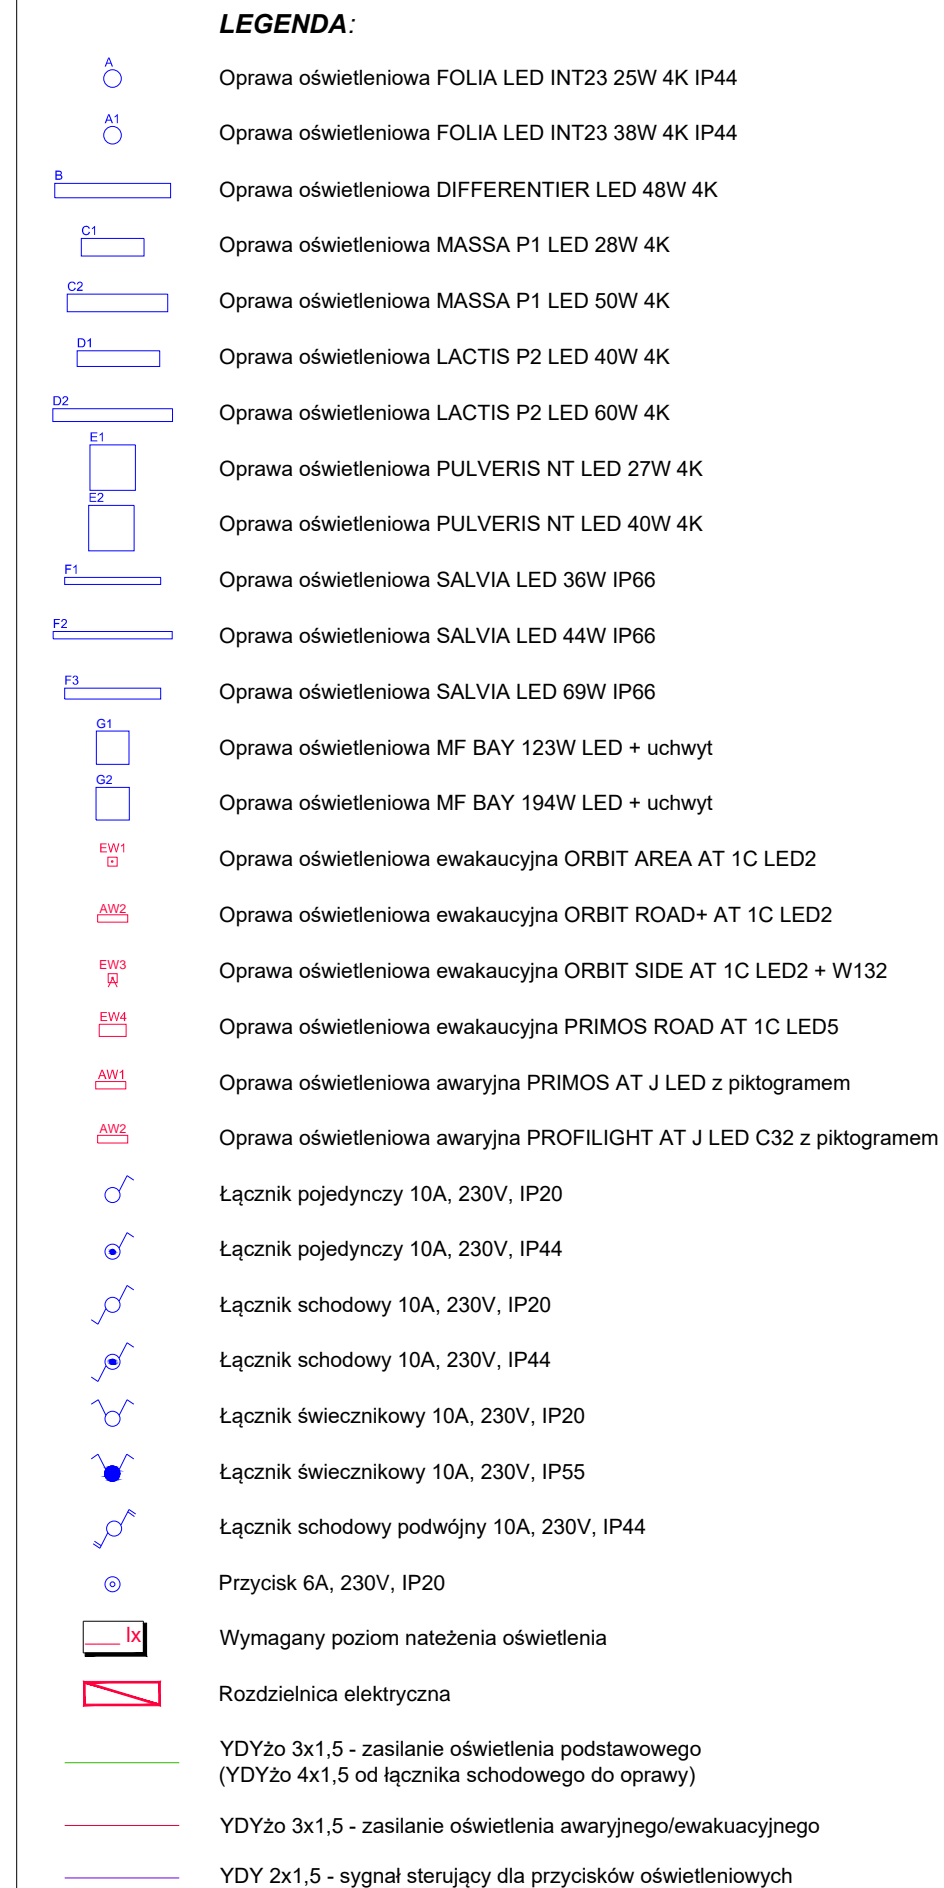 LEGENDA:
A
Oprawa oświetleniowa FOLIA LED INT23 25W 4K IP44
A1
Oprawa oświetleniowa FOLIA LED INT23 38W 4K IP44
B
Oprawa oświetleniowa DIFFERENTIER LED 48W 4K
C1
Oprawa oświetleniowa MASSA P1 LED 28W 4K
C2
Oprawa oświetleniowa MASSA P1 LED 50W 4K
D1
Oprawa oświetleniowa LACTIS P2 LED 40W 4K
D2
Oprawa oświetleniowa LACTIS P2 LED 60W 4K
E1
Oprawa oświetleniowa PULVERIS NT LED 27W 4K
E2
Oprawa oświetleniowa PULVERIS NT LED 40W 4K
F1
Oprawa oświetleniowa SALVIA LED 36W IP66
F2
Oprawa oświetleniowa SALVIA LED 44W IP66
F3
Oprawa oświetleniowa SALVIA LED 69W IP66
G1
Oprawa oświetleniowa MF BAY 123W LED + uchwyt
G2
Oprawa oświetleniowa MF BAY 194W LED + uchwyt
EW1
Oprawa oświetleniowa ewakaucyjna ORBIT AREA AT 1C LED2
AW2
Oprawa oświetleniowa ewakaucyjna ORBIT ROAD+ AT 1C LED2
EW3
Oprawa oświetleniowa ewakaucyjna ORBIT SIDE AT 1C LED2 + W132
EW4
Oprawa oświetleniowa ewakaucyjna PRIMOS ROAD AT 1C LED5
AW1
Oprawa oświetleniowa awaryjna PRIMOS AT J LED z piktogramem
AW2
Oprawa oświetleniowa awaryjna PROFILIGHT AT J LED C32 z piktogramem
Łącznik pojedynczy 10A, 230V, IP20
Łącznik pojedynczy 10A, 230V, IP44
Łącznik schodowy 10A, 230V, IP20
Łącznik schodowy 10A, 230V, IP44
Łącznik świecznikowy 10A, 230V, IP20
Łącznik świecznikowy 10A, 230V, IP55
Łącznik schodowy podwójny 10A, 230V, IP44
Przycisk 6A, 230V, IP20
___ lx
Wymagany poziom nateżenia oświetlenia
Rozdzielnica elektryczna
YDYżo 3x1,5 - zasilanie oświetlenia podstawowego
(YDYżo 4x1,5 od łącznika schodowego do oprawy)
YDYżo 3x1,5 - zasilanie oświetlenia awaryjnego/ewakuacyjnego
YDY 2x1,5 - sygnał sterujący dla przycisków oświetleniowych